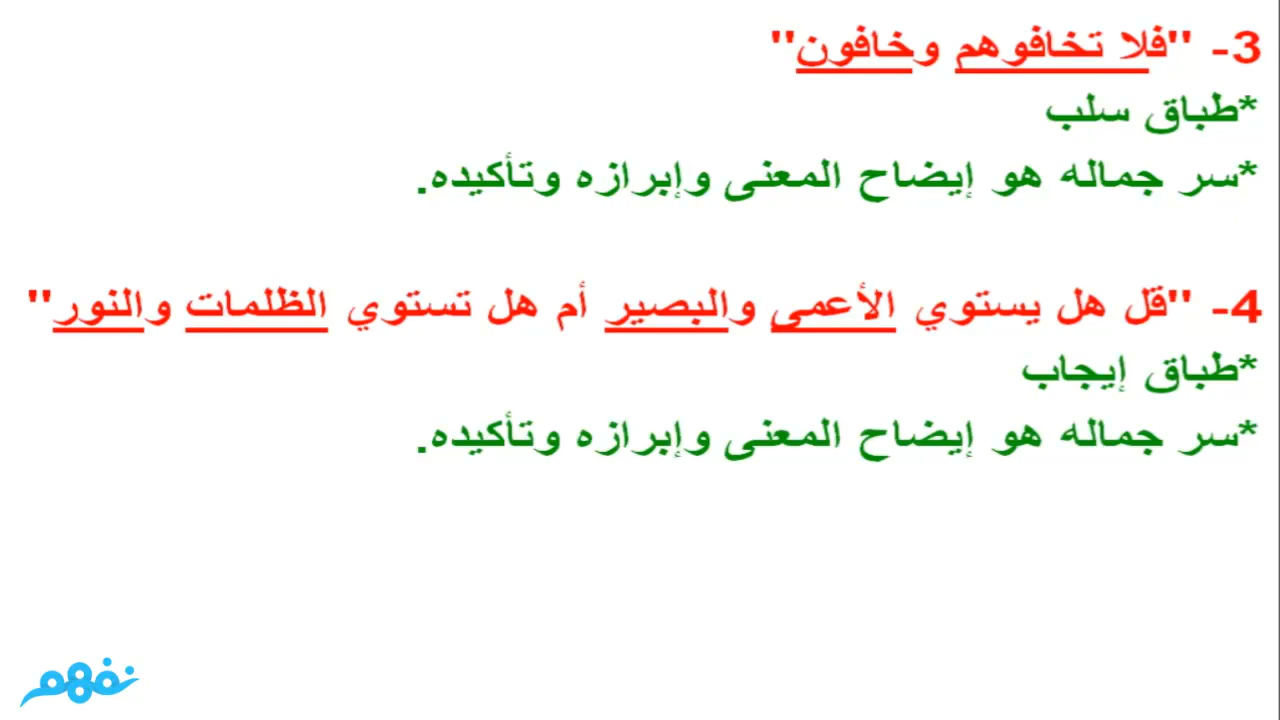 3- "فلا تخافوهم وخافون"
*طباق سلب
*سر جماله هو إيضاح المعنى وإبرازه وتأكيده.
4- "قل هل يستوي الأعمى والبصير أم هل تستوي الظلمات والنور"
*طباق إيجاب
*سر جماله هو إيضاح المعنى وإبرازه وتأكيده.
نفهم